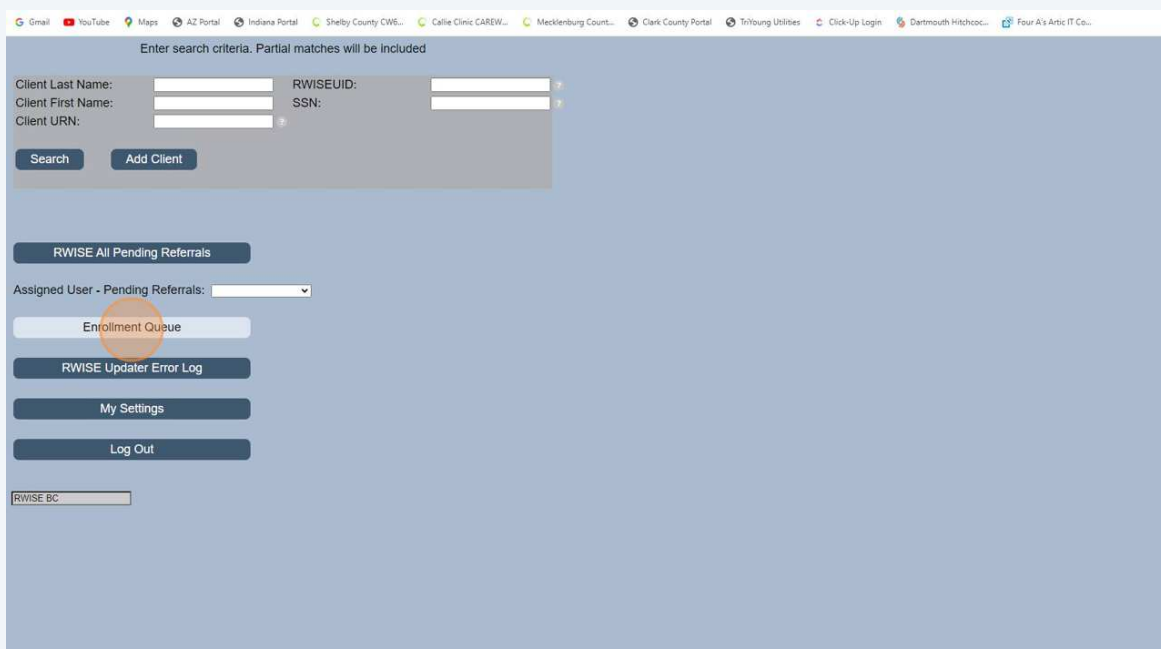 Gmail YouTube Maps AZ Portal Indiana Portal Shelby County CW6... Callie Clinic CAREW... Mecklenburg Count... Clark County Portal TriYoung Utilities Click-Up Login Dartmouth Hitchcoc... Four A's Artic IT Co...
Enter search criteria. Partial matches will be included
Client Last Name: RWISEUID: ?
Client First Name: SSN: ?
Client URN: ?
Search Add Client
RWISE All Pending Referrals
Assigned User - Pending Referrals:
Enrollment Queue
RWISE Updater Error Log
My Settings
Log Out
RWISE BC